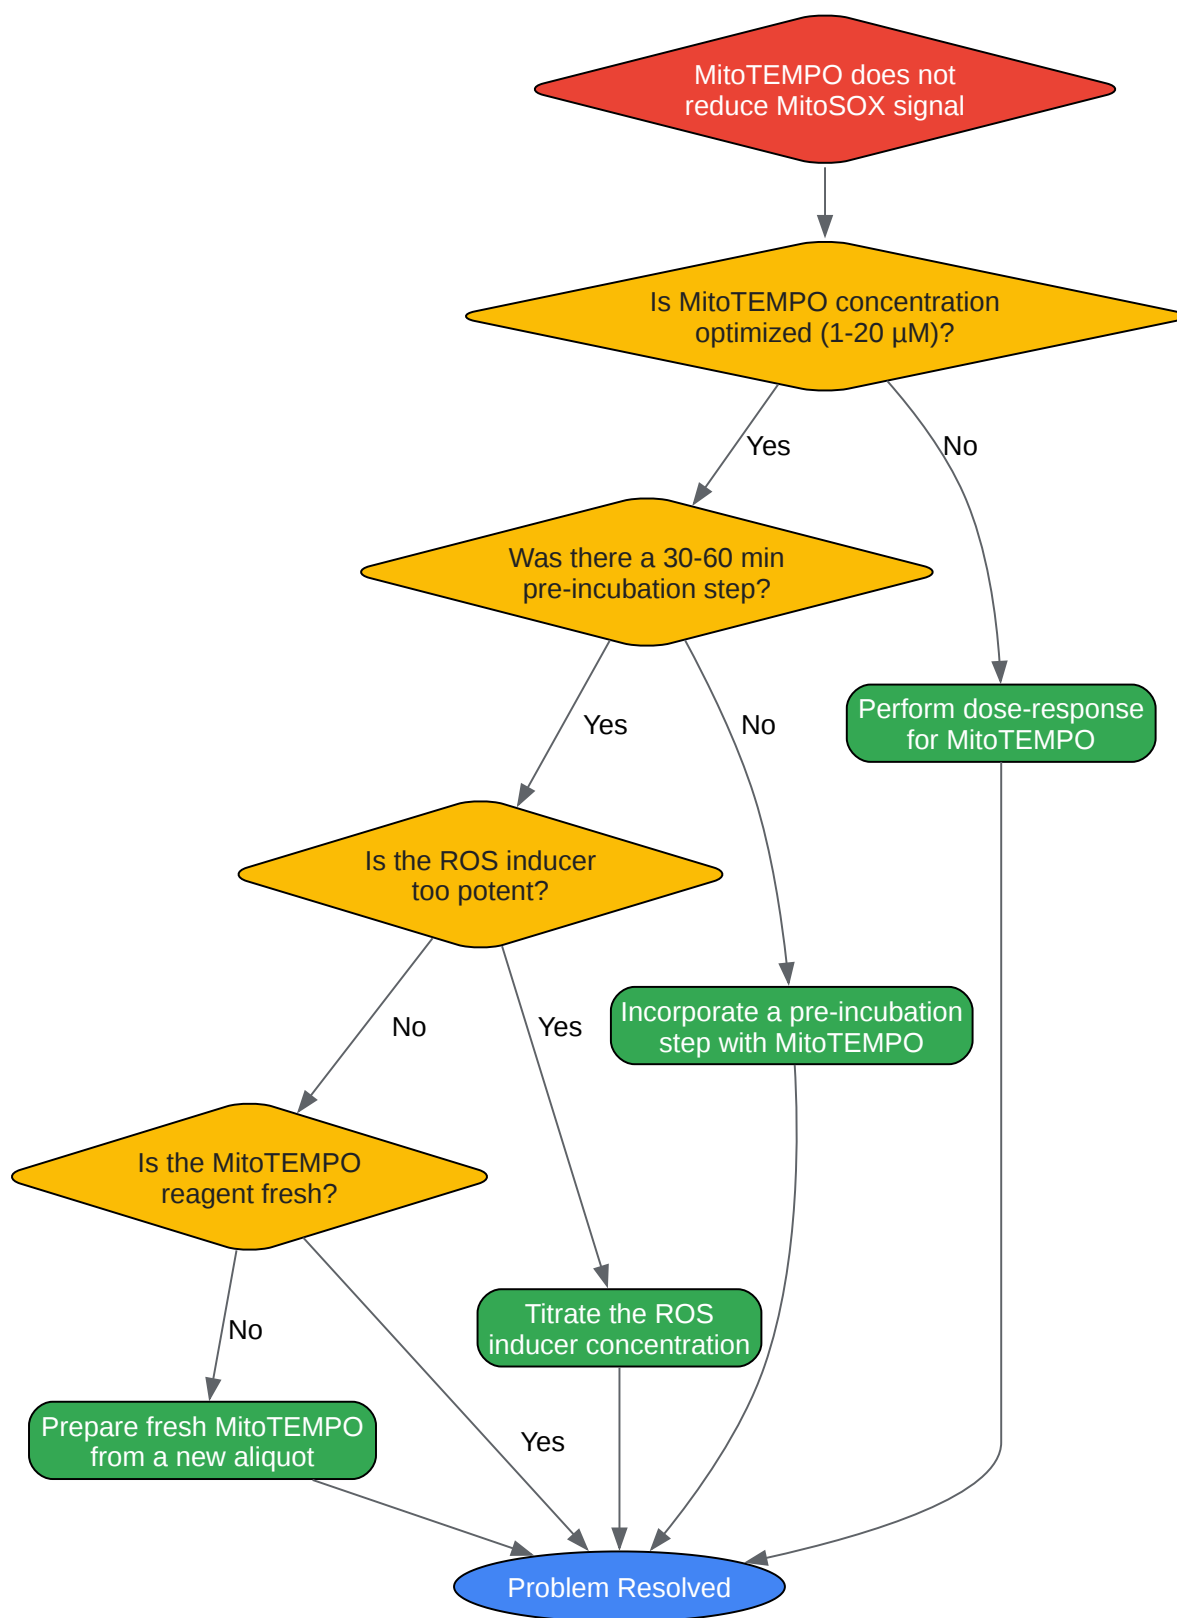 MitoTEMPO does not
reduce MitoSOX signal
Is MitoTEMPO concentration
optimized (1-20 µM)?
Yes
No
Was there a 30-60 min
pre-incubation step?
Yes
No
Perform dose-response
for MitoTEMPO
Is the ROS inducer
too potent?
No
Yes
Incorporate a pre-incubation
step with MitoTEMPO
Is the MitoTEMPO
reagent fresh?
No
Yes
Titrate the ROS
inducer concentration
Prepare fresh MitoTEMPO
from a new aliquot
Problem Resolved